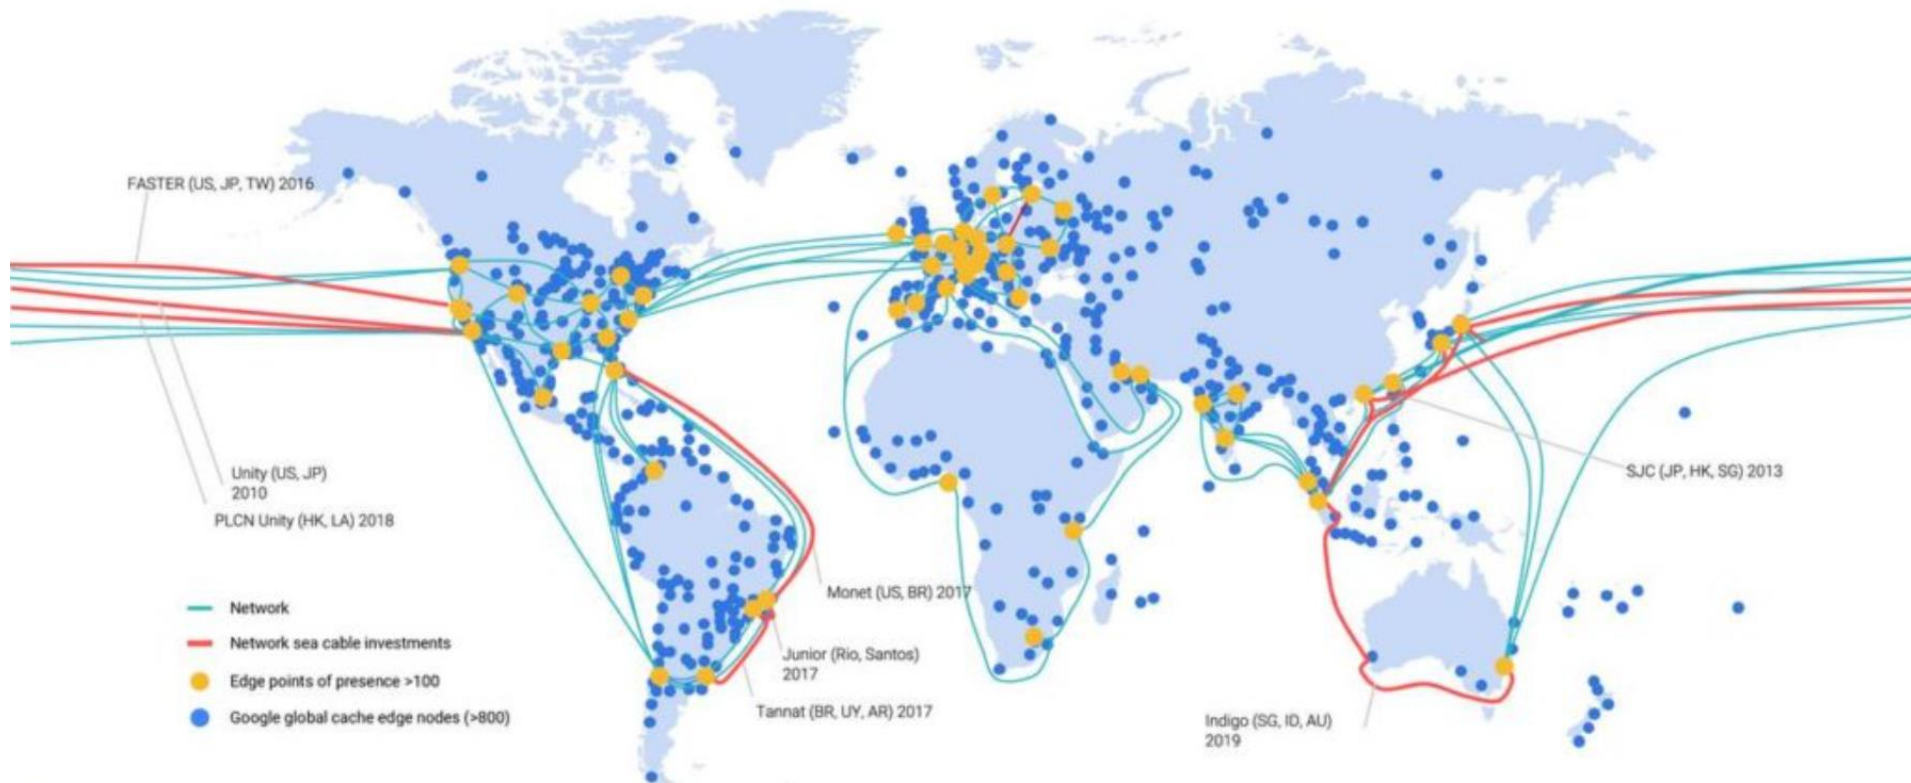 FASTER (US, JP, TW) 2016
Unity (US, JP)
2010
PLCN Unity (HK, LA) 2018
SJC (JP, HK, SG) 2013
Monet (US, BR) 2017
Junior (Rio, Santos)
2017
Tannat (BR, UY, AR) 2017
Indigo (SG, ID, AU)
2019
Network
Network sea cable investments
Edge points of presence >100
Google global cache edge nodes (>800)